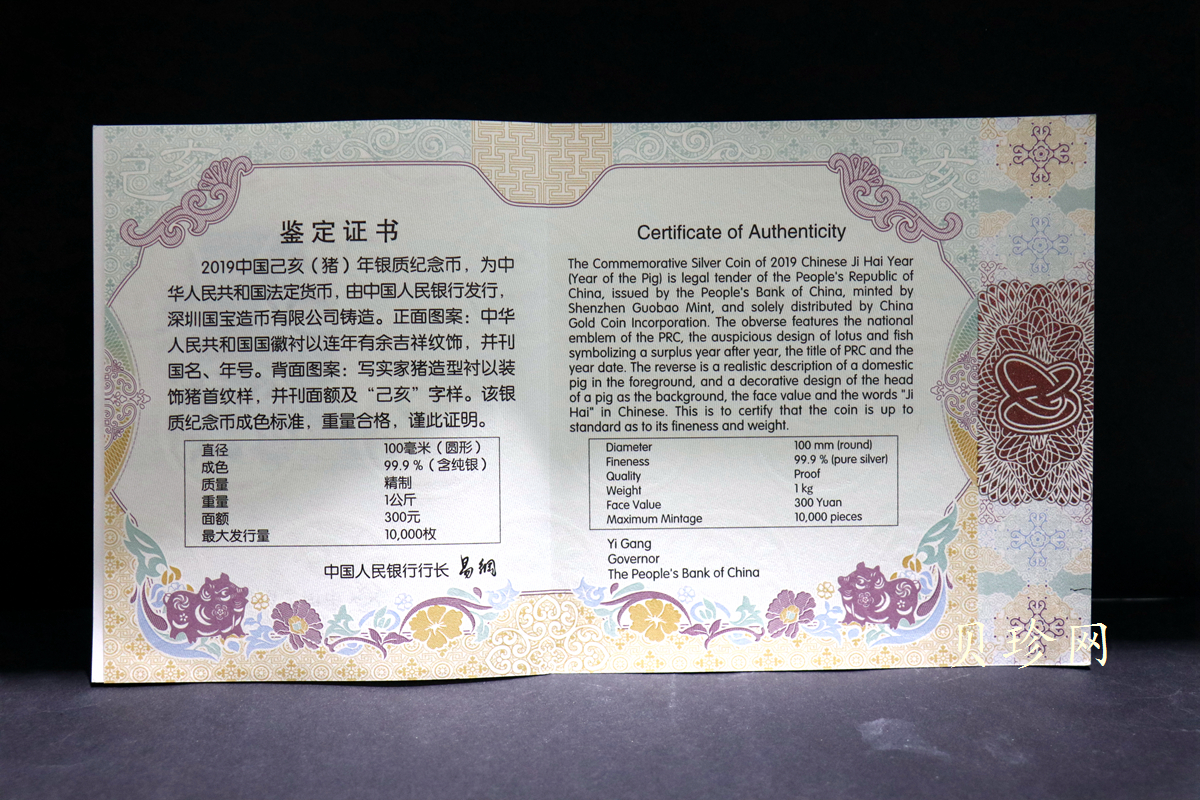 鉴定证书
2019中国己亥（猪）年银质纪念币，为中
华人民共和国法定货币，由中国人民银行发行，
深圳国宝造币有限公司铸造。正面图案：中华
人民共和国国徽衬以连年有余吉祥纹饰，并刊
国名、年号。背面图案：写实家猪造型衬以装
饰猪首纹样，并刊面额及“己亥”字样。该银
质纪念币成色标准，重量合格，谨此证明。
直径 100毫米（圆形）
成色 99.9 %（含纯银）
质量 精制
重量 1公斤
面额 300元
最大发行量 10,000枚
中国人民银行行长 易纲
Certificate of Authenticity
The Commemorative Silver Coin of 2019 Chinese Ji Hai Year
(Year of the Pig) is legal tender of the People's Republic of
China, issued by the People's Bank of China, minted by
Shenzhen Guobao Mint, and solely distributed by China
Gold Coin Incorporation. The obverse features the national
emblem of the PRC, the auspicious design of lotus and fish
symbolizing a surplus year after year, the title of PRC and the
year date. The reverse is a realistic description of a domestic
pig in the foreground, and a decorative design of the head
of a pig as the background, the face value and the words "Ji
Hai" in Chinese. This is to certify that the coin is up to
standard as to its fineness and weight.
Diameter 100 mm (round)
Fineness 99.9 % (pure silver)
Quality Proof
Weight 1 kg
Face Value 300 Yuan
Maximum Mintage 10,000 pieces
Yi Gang
Governor
The People's Bank of China
己亥
己亥
贝珍网